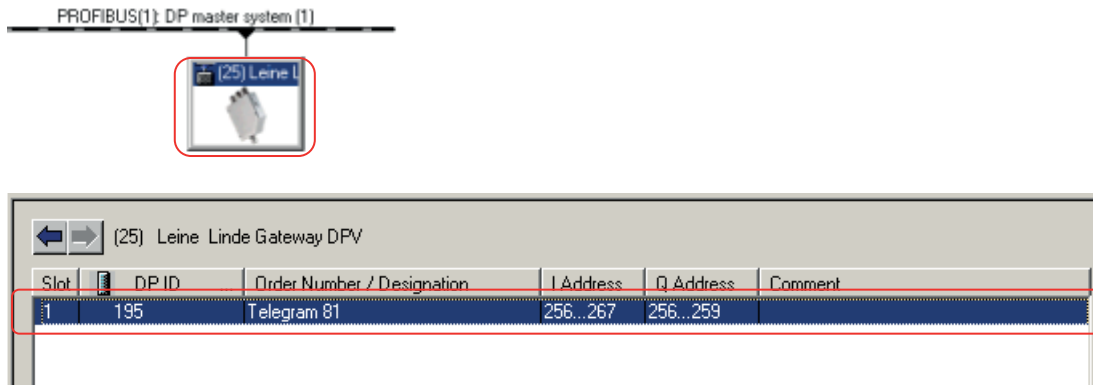 PROFIBUS(1): DP master system (1)
(25) Leine L
(25) Leine Linde Gateway DPV
Slot DP ID ... Order Number / Designation I Address Q Address Comment
1 195 Telegram 81 256...267 256...259